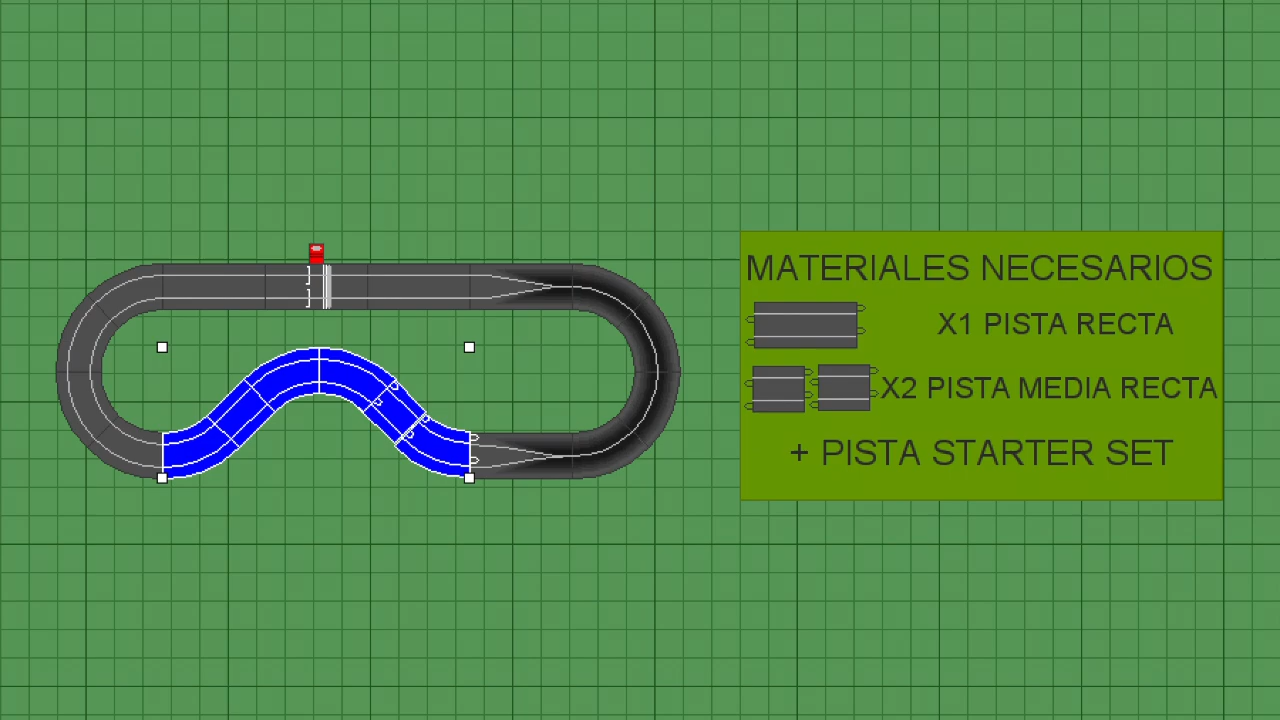 MATERIALES NECESARIOS
X1 PISTA RECTA
X2 PISTA MEDIA RECTA
+ PISTA STARTER SET